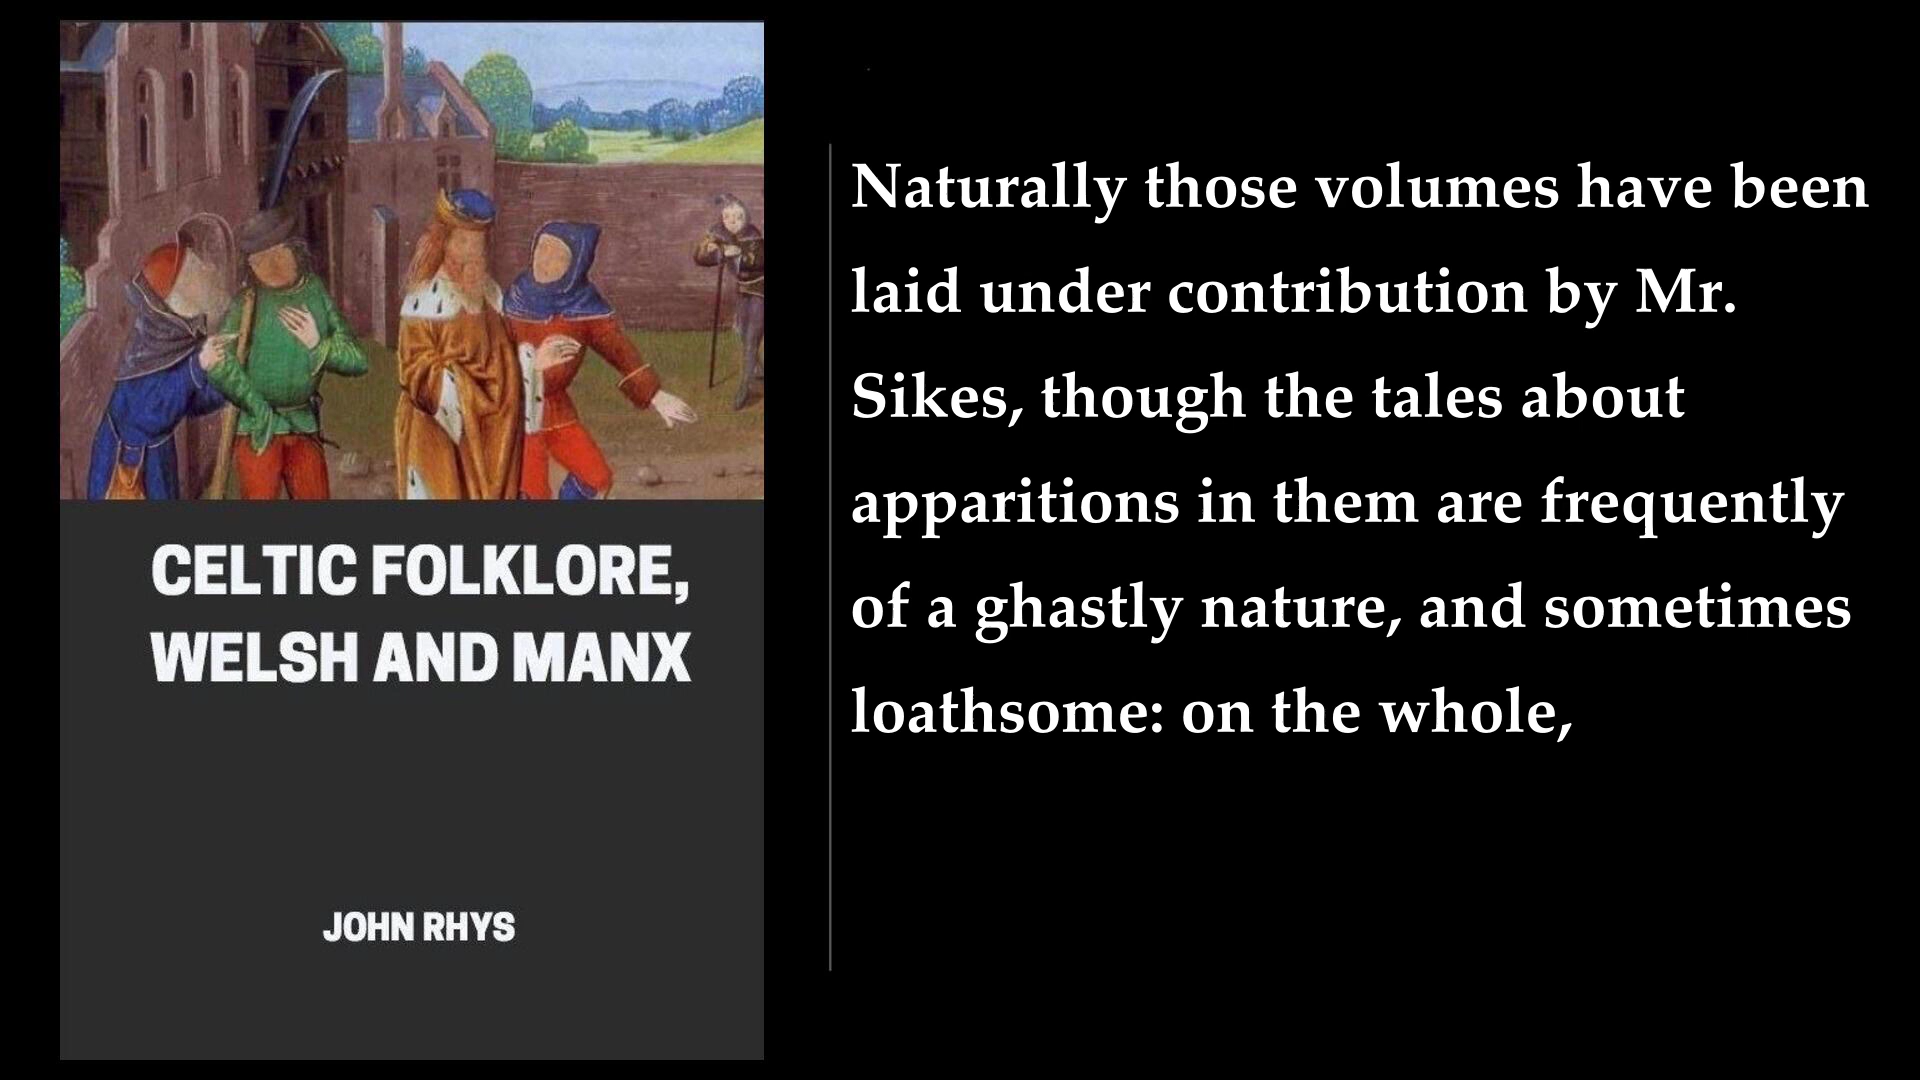 CELTIC FOLKLORE,
WELSH AND MANX
JOHN RHYS
Naturally those volumes have been
laid under contribution by Mr.
Sikes, though the tales about
apparitions in them are frequently
of a ghastly nature, and sometimes
loathsome: on the whole,